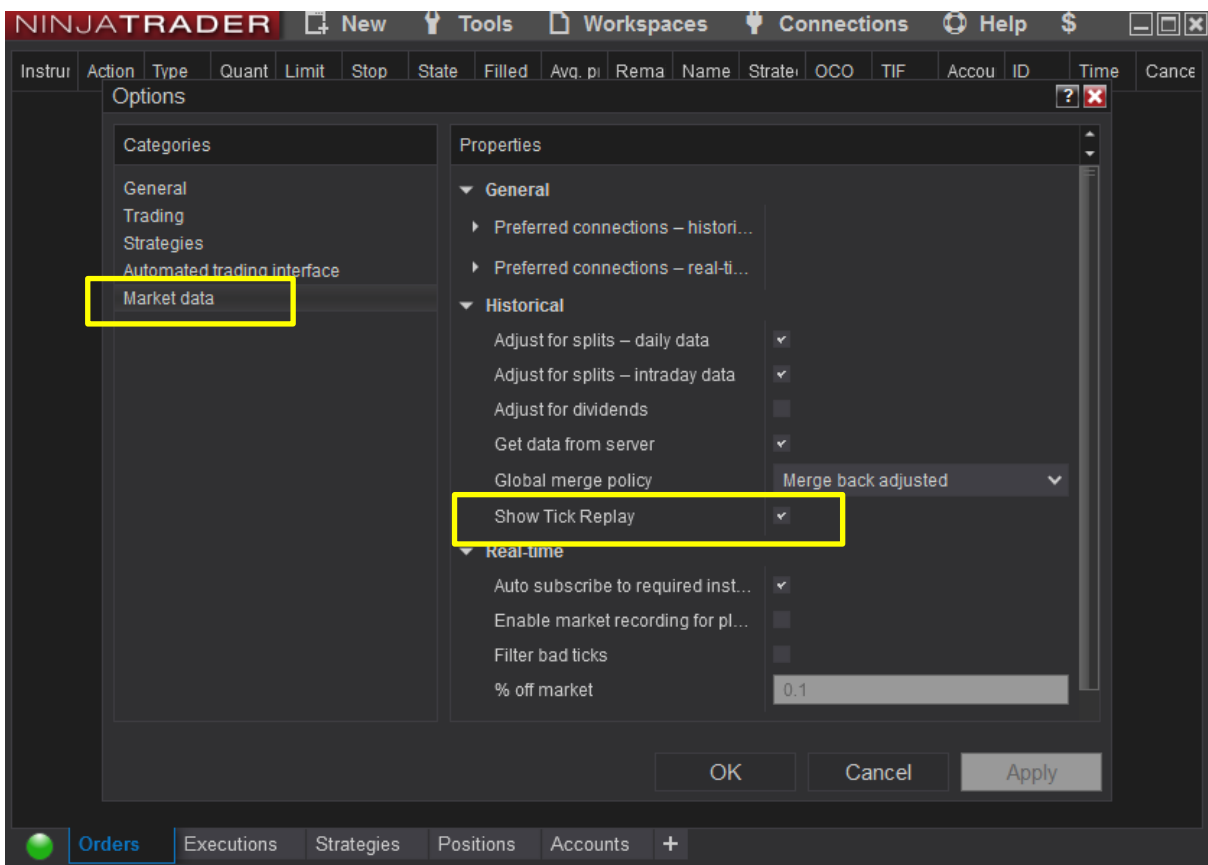 NINJATRADER New Tools Workspaces Connections Help $
Instrur Action Type Quant Limit Stop State Filled Avg. pr Rema Name Strate OCO TIF Accou ID Time Cance
Options ?
Categories
Properties
General
Trading
Strategies
Automated trading interface
Market data
General
Preferred connections – histori...
Preferred connections – real-ti...
Historical
Adjust for splits – daily data
Adjust for splits – intraday data
Adjust for dividends
Get data from server
Global merge policy Merge back adjusted
Show Tick Replay
Real-time
Auto subscribe to required inst...
Enable market recording for pl...
Filter bad ticks
% off market 0.1
OK Cancel Apply
Orders Executions Strategies Positions Accounts +